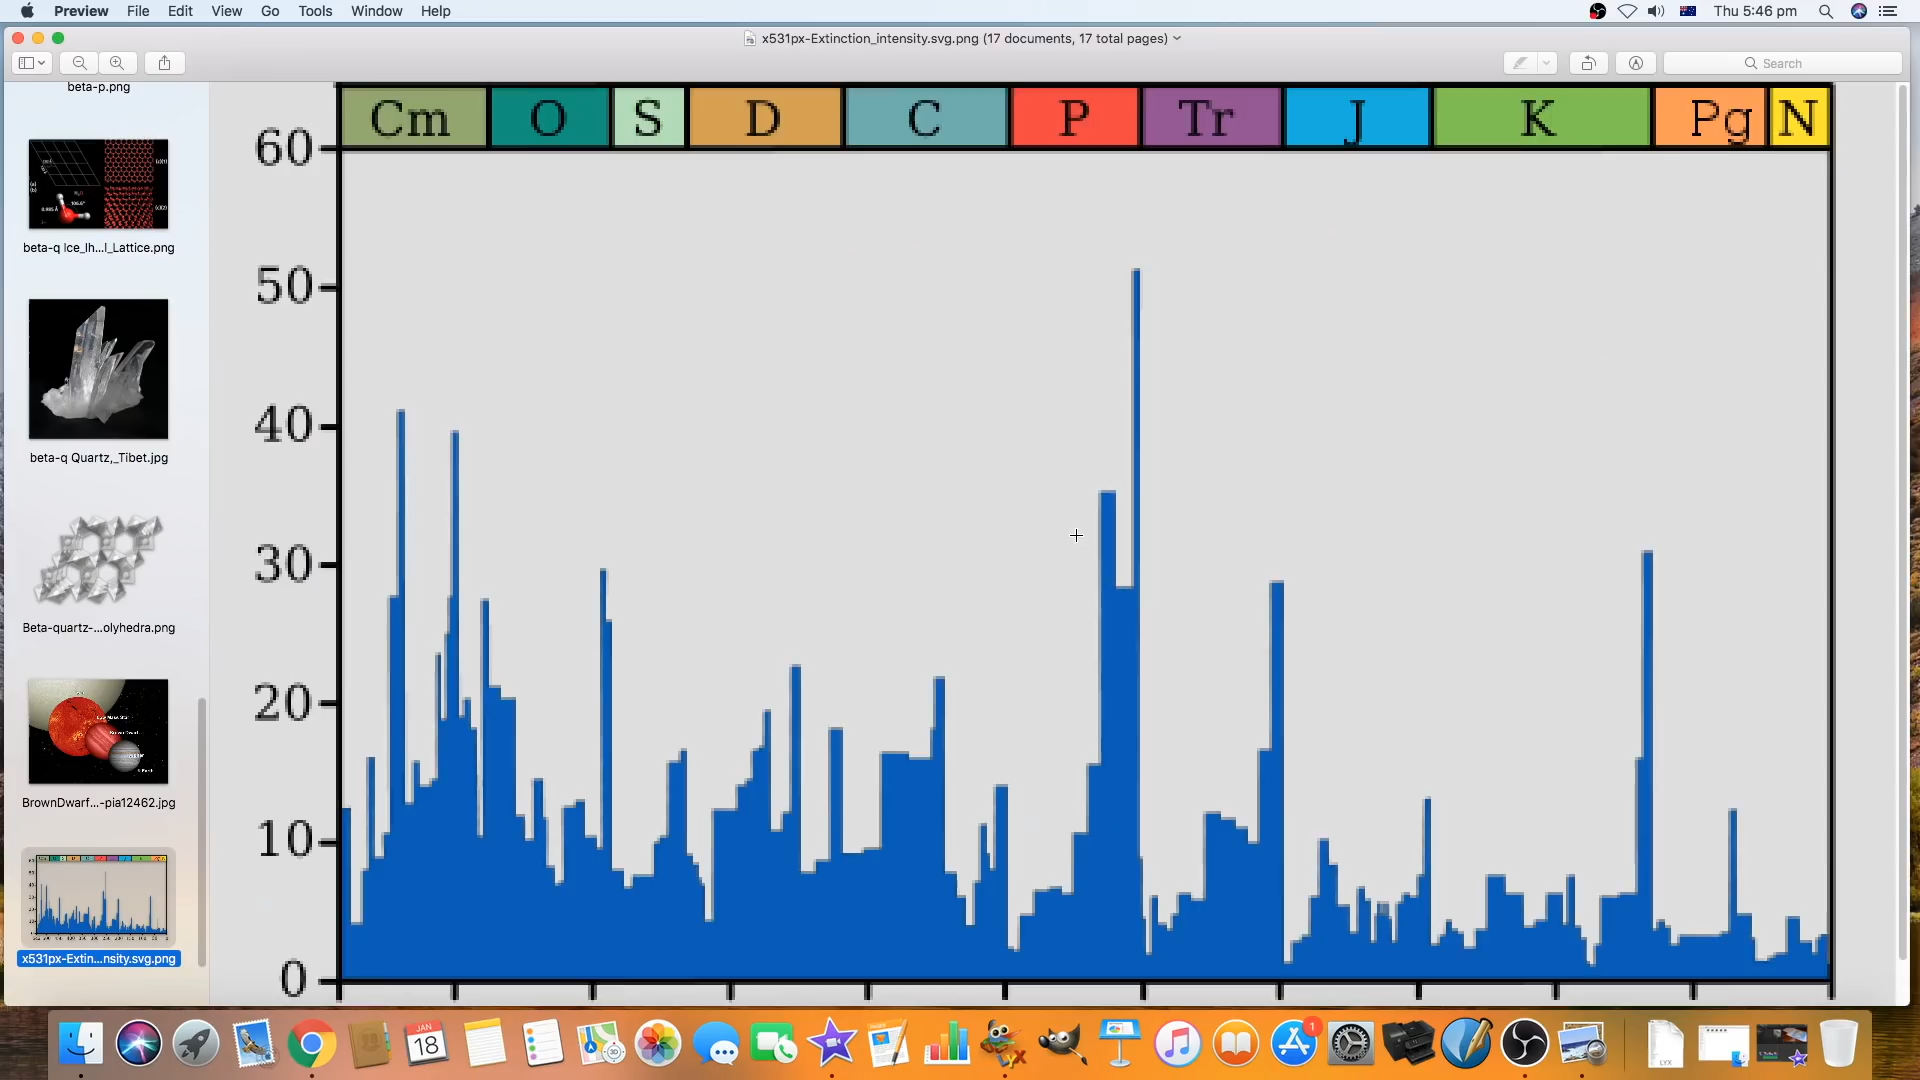 Preview File Edit View Go Tools Window Help
Thu 5:46 pm
x531px-Extinction_intensity.svg.png (17 documents, 17 total pages)
Search
beta-p.png
beta-q Ice_Ih...l_Lattice.png
beta-q Quartz,_Tibet.jpg
Beta-quartz-...olyhedra.png
BrownDwarf...-pia12462.jpg
x531px-Extin...nsity.svg.png
Cm O S D C P Tr J K Pg N
60
50
40
30
20
10
0
JAN
18
1
LYX